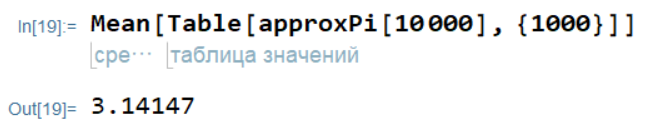 In[19]:= Mean[Table[approxPi[10000], {1000}]]
сре⋯ таблица значений
Out[19]= 3.14147